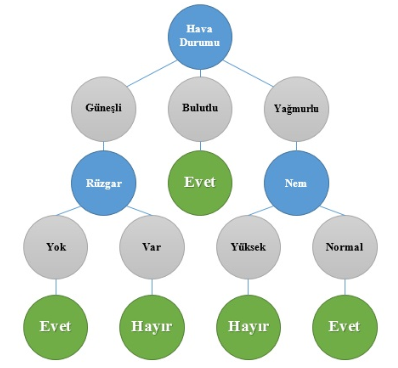 Hava
Durumu
Güneşli
Bulutlu
Yağmurlu
Rüzgar
Evet
Nem
Yok
Var
Yüksek
Normal
Evet
Hayır
Hayır
Evet